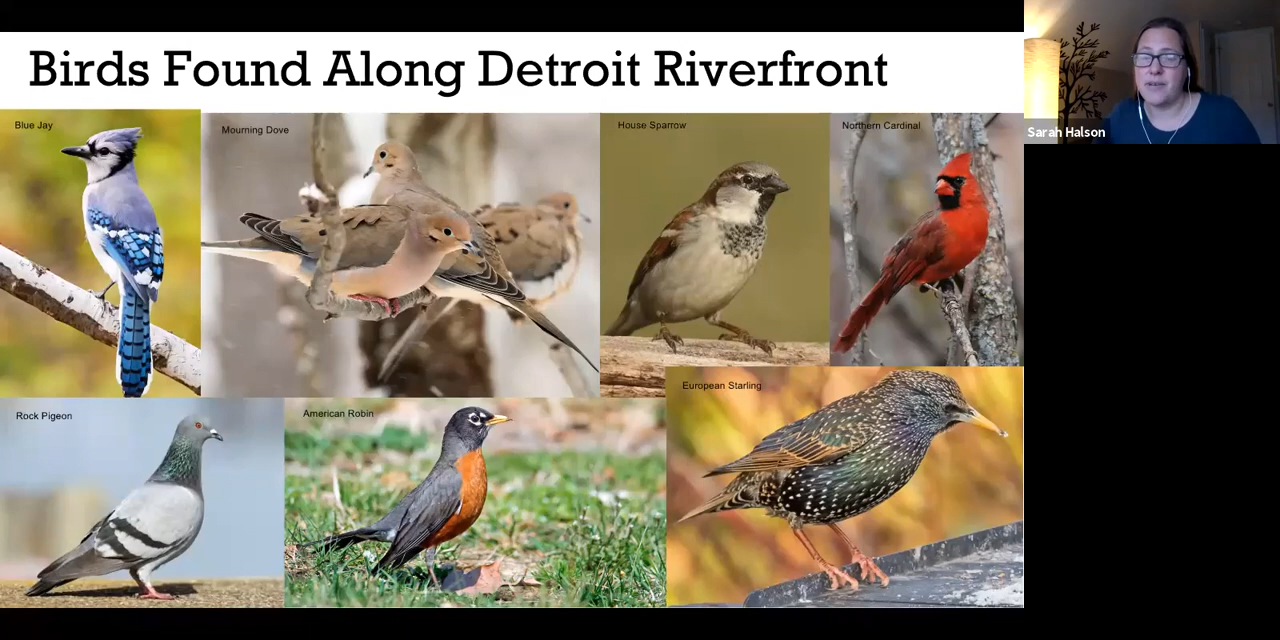 Birds Found Along Detroit Riverfront
Sarah Halson
Blue Jay
Mourning Dove
House Sparrow
Northern Cardinal
European Starling
Rock Pigeon
American Robin